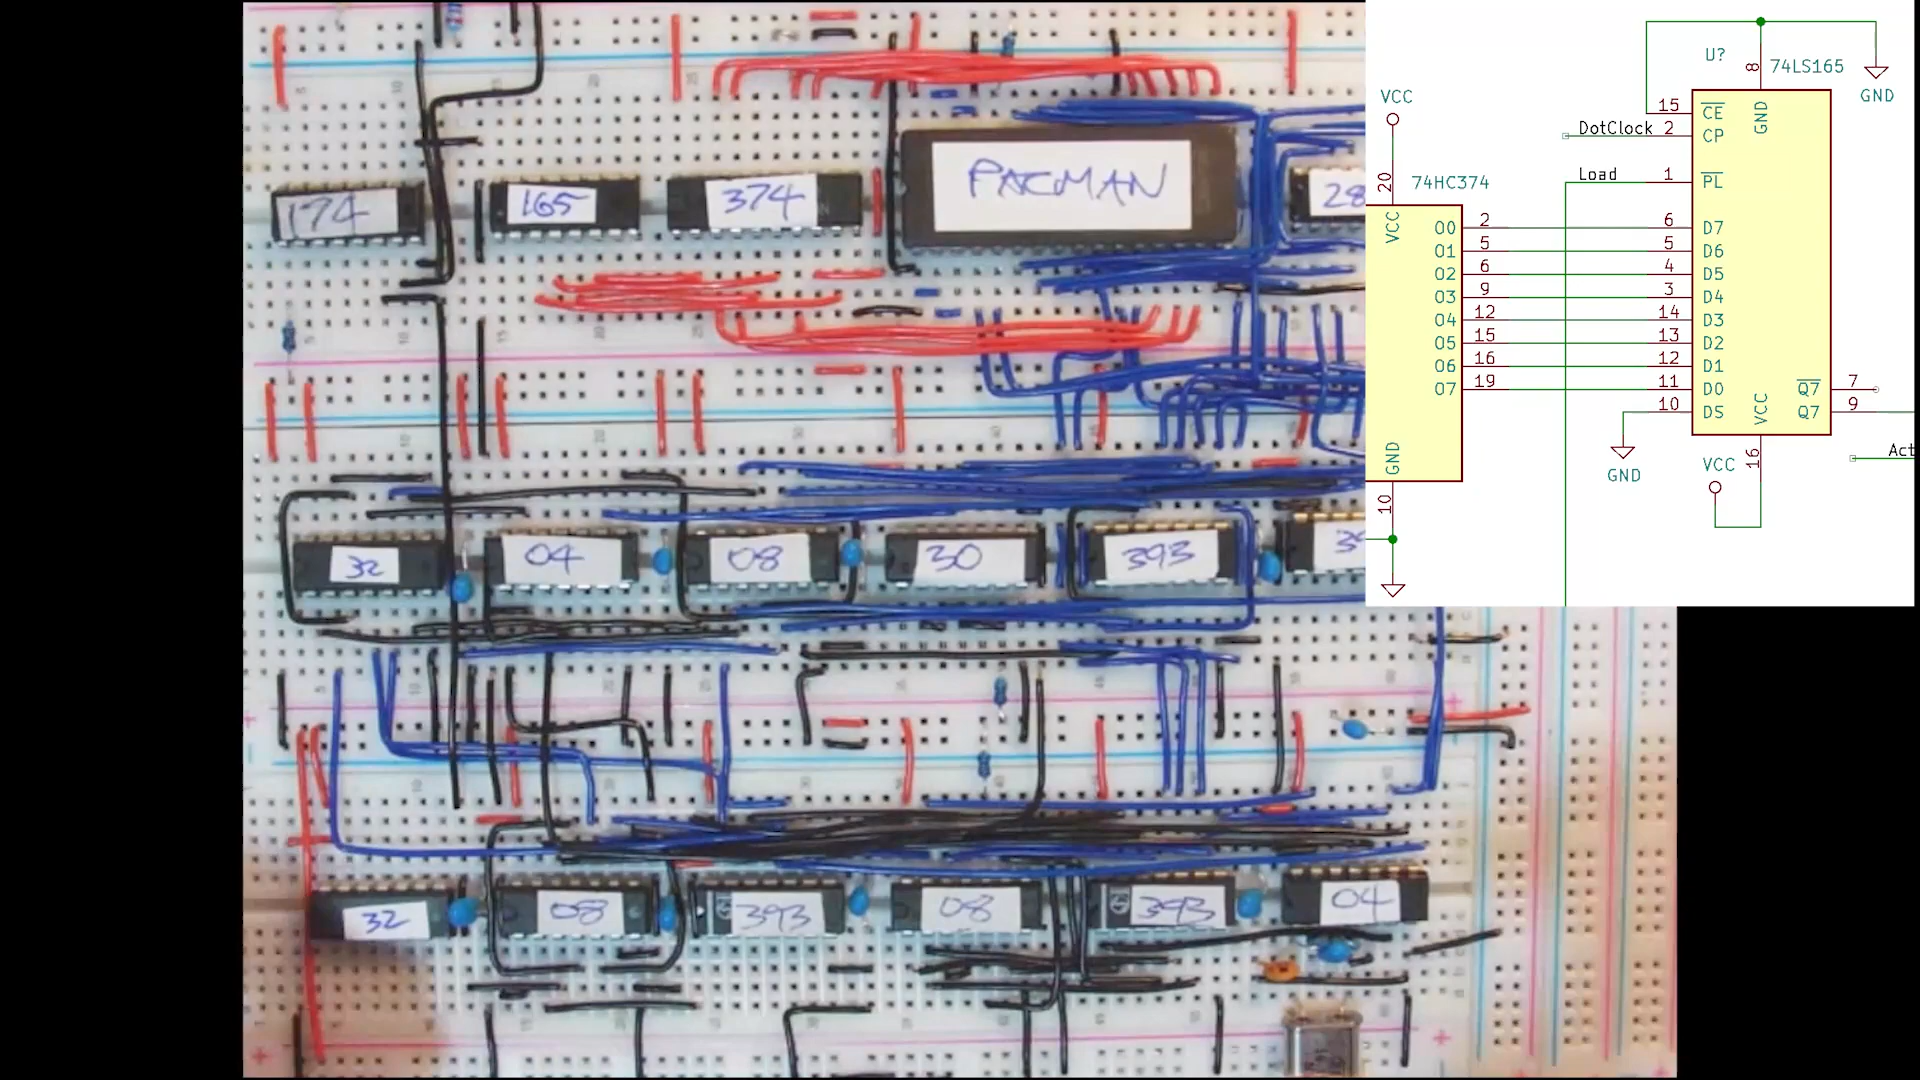 174
165
374
PACMAN
28
32
04
08
30
393
39
32
08
393
08
393
04
U?
8
74LS165
GND
VCC
20
74HC374
VCC
O0 2
O1 5
O2 6
O3 9
O4 12
O5 15
O6 16
O7 19
GND
10
15 CE
DotClock 2 CP
Load 1 PL
6 D7
5 D6
4 D5
3 D4
14 D3
13 D2
12 D1
11 D0
10 DS
GND
VCC
Q7 7
Q7 9
GND
VCC
16
Act